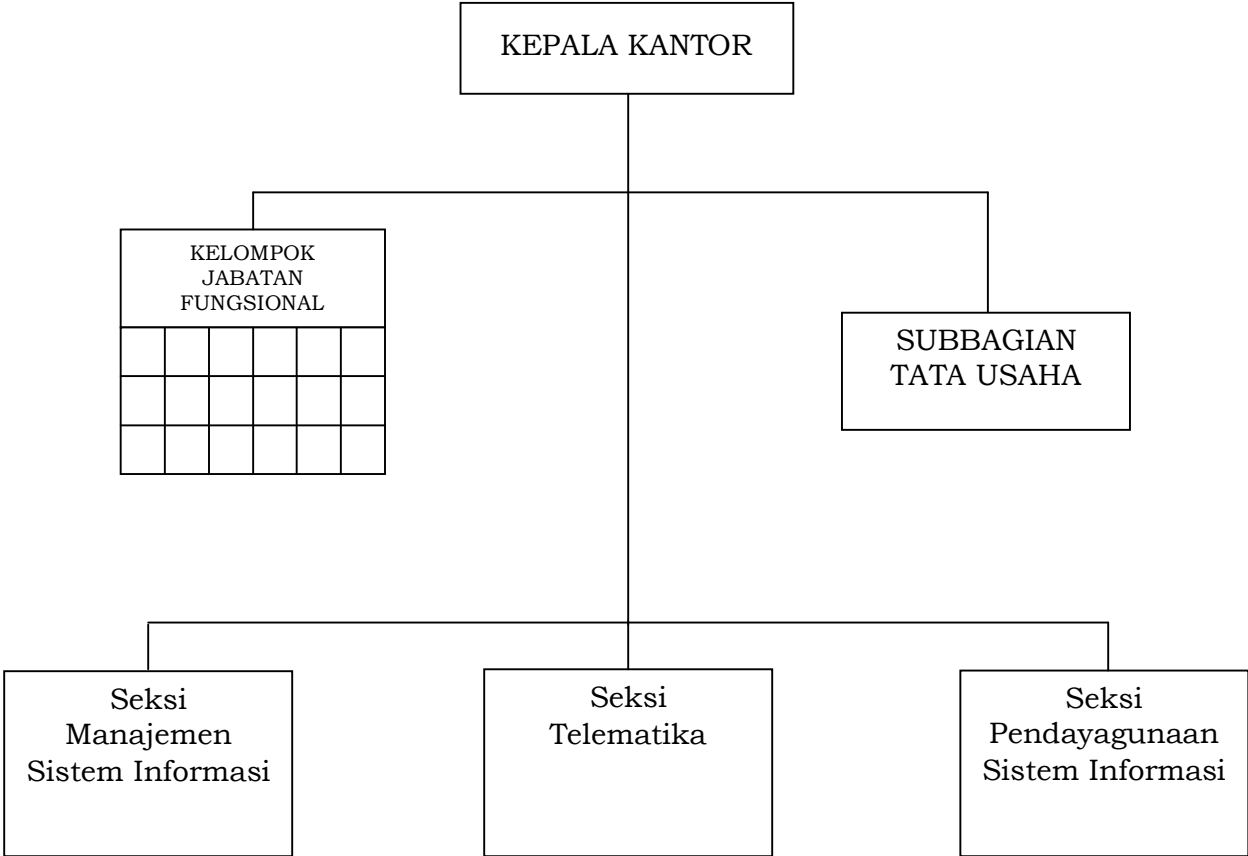 KEPALA KANTOR
KELOMPOK
JABATAN
FUNGSIONAL
SUBBAGIAN
TATA USAHA
Seksi
Manajemen
Sistem Informasi
Seksi
Telematika
Seksi
Pendayagunaan
Sistem Informasi